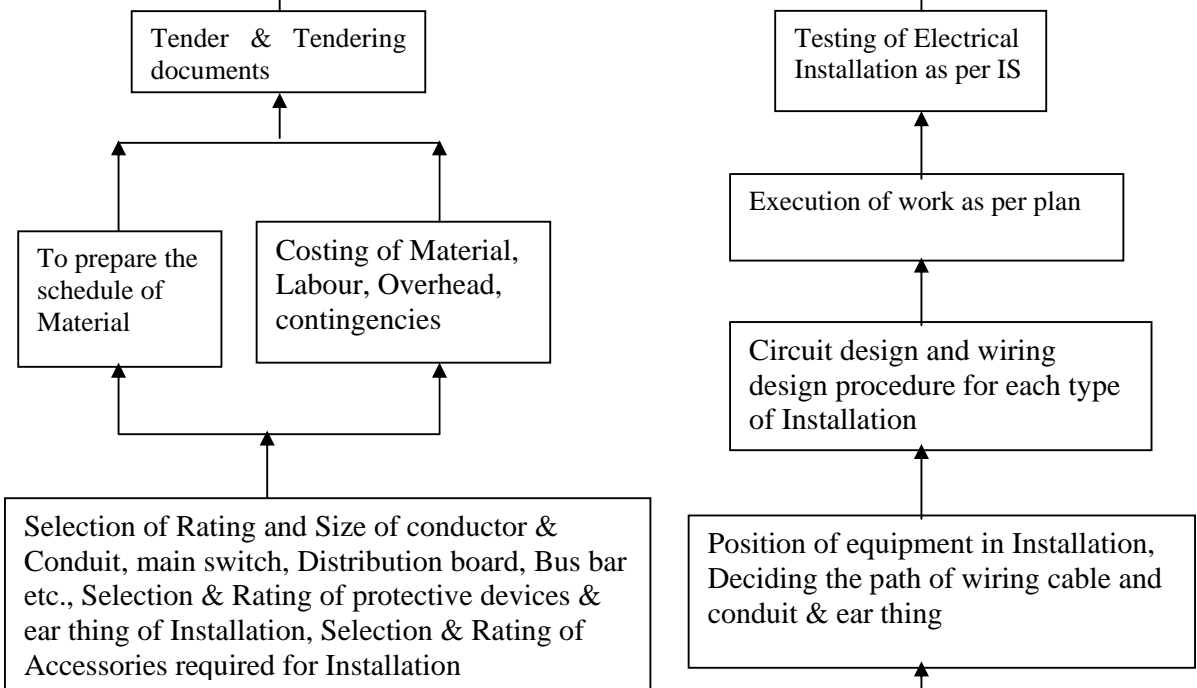 Tender & Tendering
documents
Testing of Electrical
Installation as per IS
Execution of work as per plan
To prepare the
schedule of
Material
Costing of Material,
Labour, Overhead,
contingencies
Circuit design and wiring
design procedure for each type
of Installation
Selection of Rating and Size of conductor &
Conduit, main switch, Distribution board, Bus bar
etc., Selection & Rating of protective devices &
ear thing of Installation, Selection & Rating of
Accessories required for Installation
Position of equipment in Installation,
Deciding the path of wiring cable and
conduit & ear thing